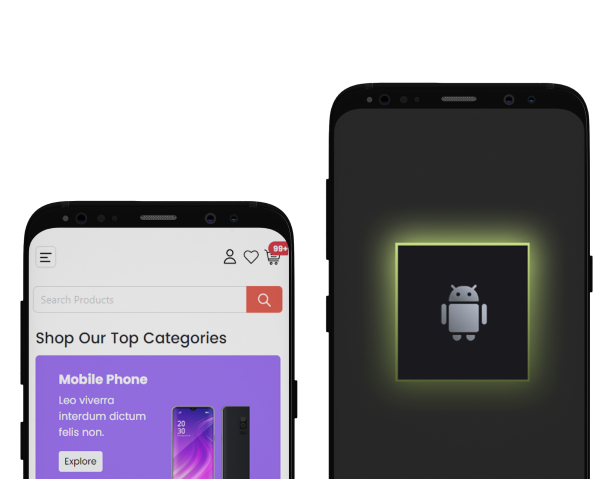 99+
Search Products
Shop Our Top Categories
Mobile Phone
Leo viverra
interdum dictum
felis non.
Explore
20
30